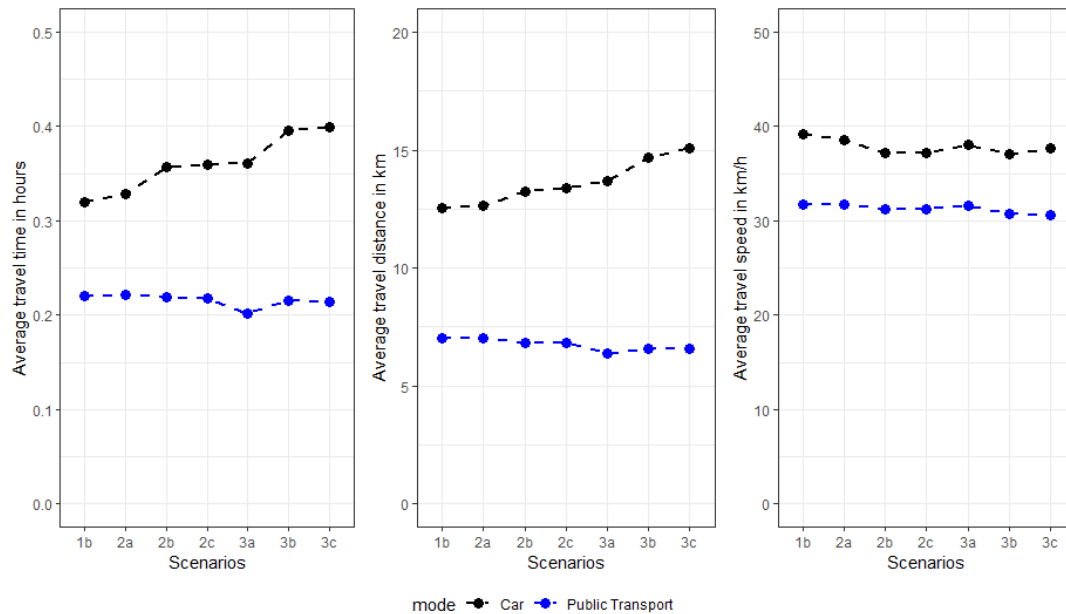 Average travel time in hours
0.5
0.4
0.3
0.2
0.1
0.0
1b 2a 2b 2c 3a 3b 3c
Scenarios
Average travel distance in km
20
15
10
5
0
1b 2a 2b 2c 3a 3b 3c
Scenarios
Average travel speed in km/h
50
40
30
20
10
0
1b 2a 2b 2c 3a 3b 3c
Scenarios
mode Car Public Transport